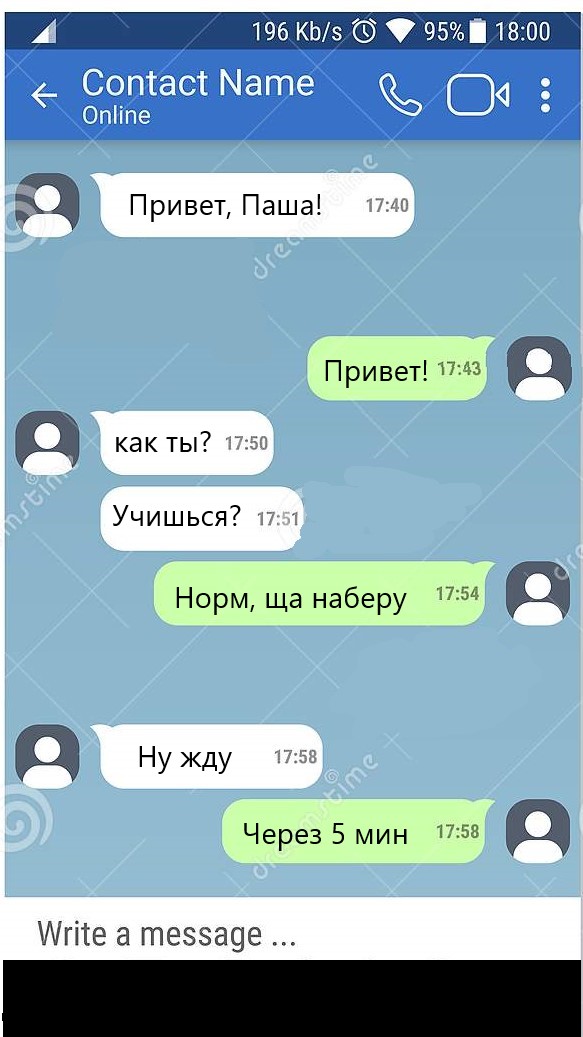 196 Kb/s 95% 18:00
Contact Name
Online
Привет, Паша! 17:40
Привет! 17:43
как ты? 17:50
Учишься? 17:51
Норм, ща наберу 17:54
Ну жду 17:58
Через 5 мин 17:58
Write a message ...
dreamstime
dreamstime